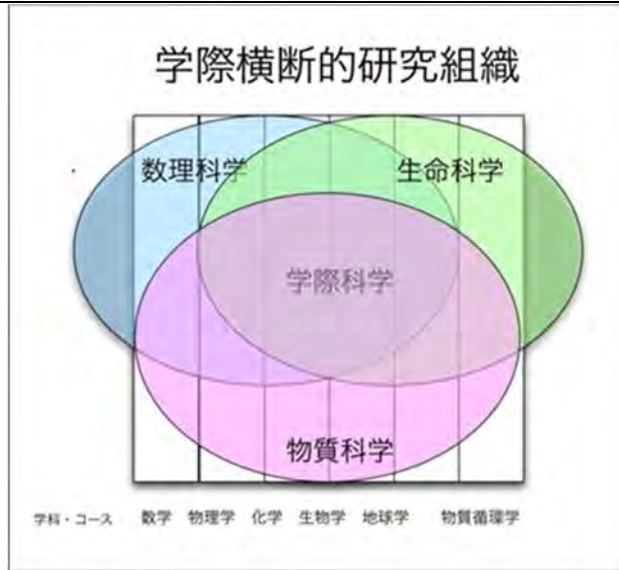 学際横断的研究組織
数理科学 生命科学
学際科学
物質科学
学科・コース 数学 物理学 化学 生物学 地球学 物質循環学